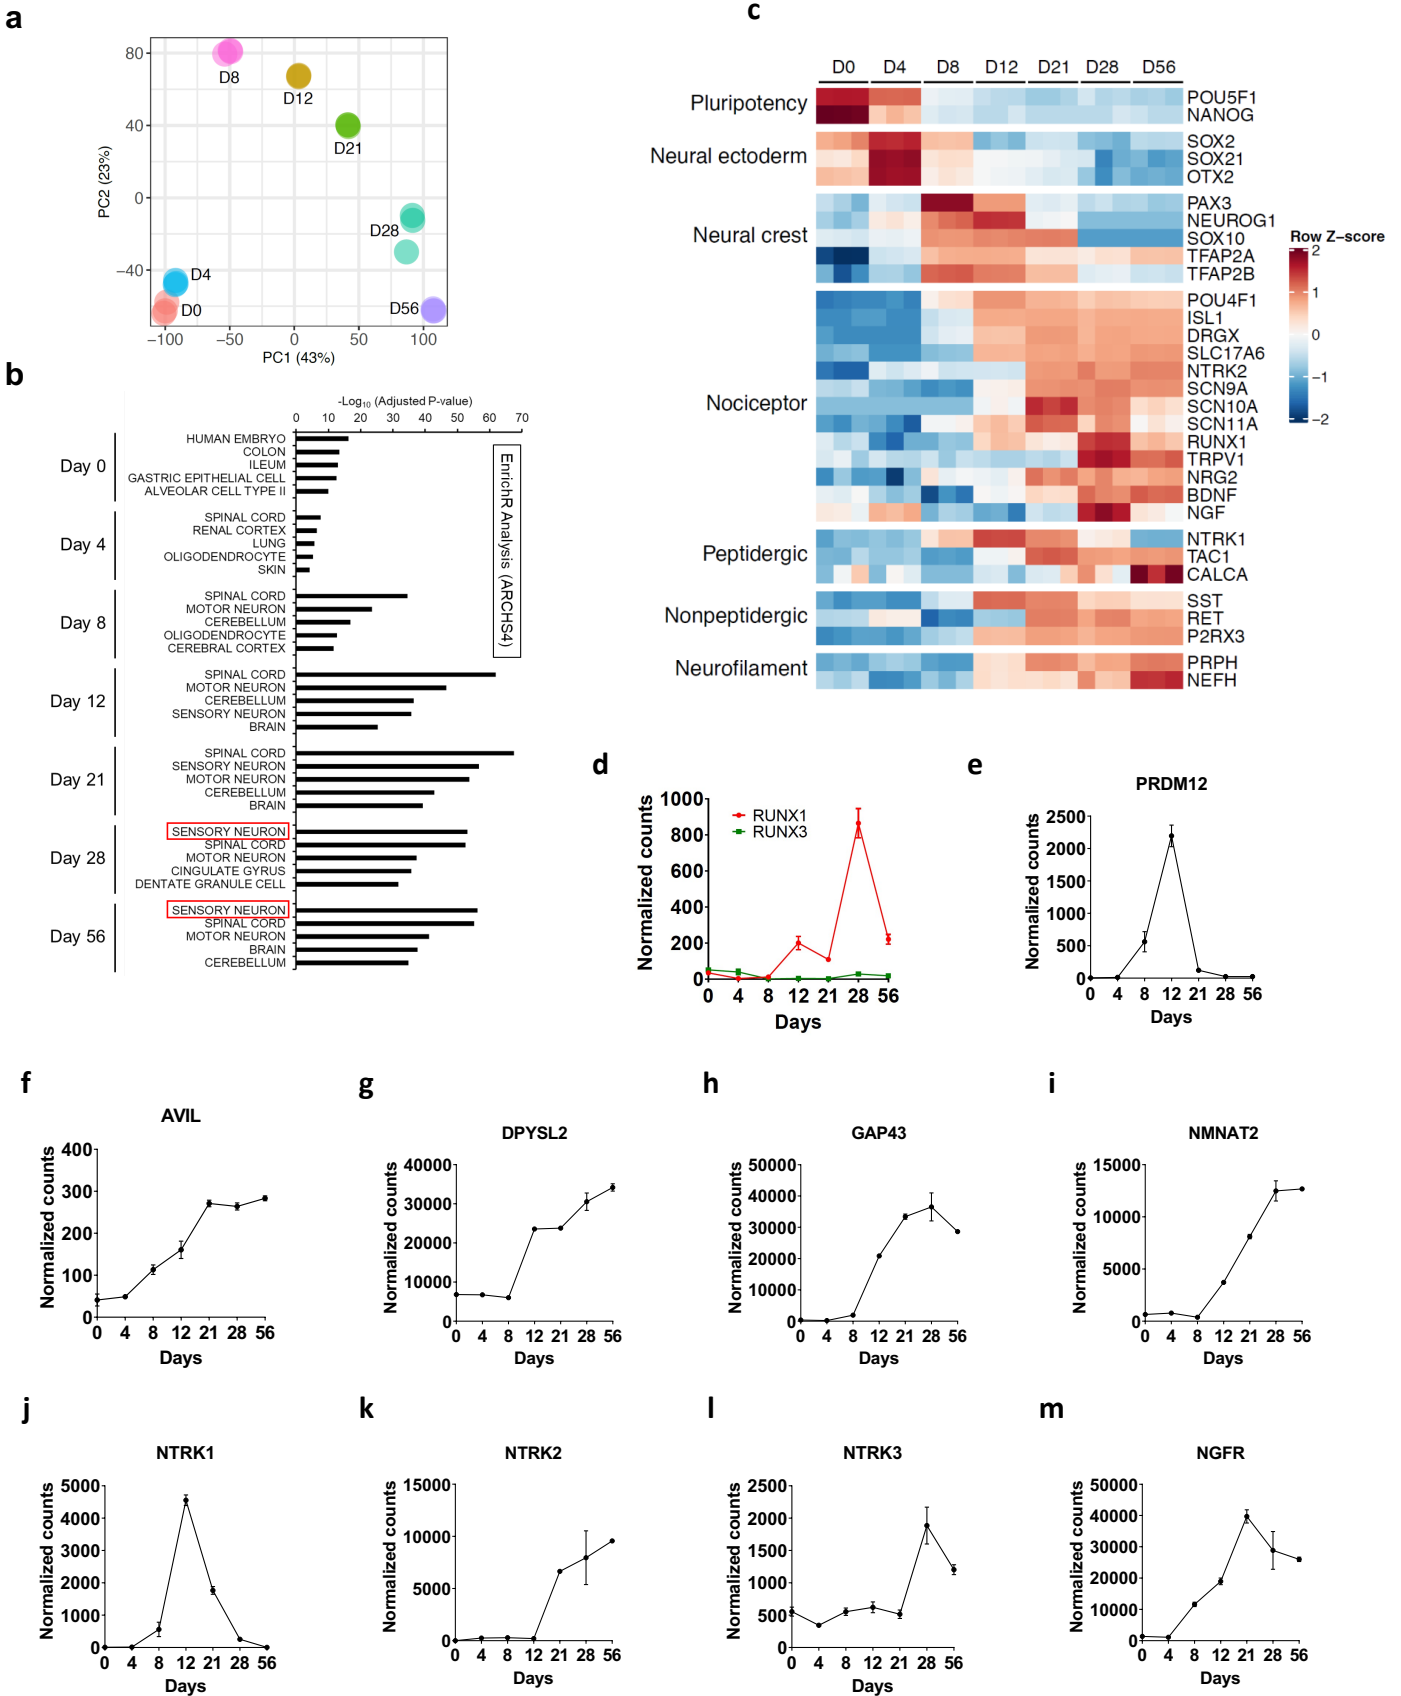 a
80
40
0
−40
PC2 (23%)
D8
D12
D21
D28
D4
D0
D56
−100
−50
0
50
100
PC1 (43%)
b
-Log10 (Adjusted P-value)
0 10 20 30 40 50 60 70
EnrichR Analysis (ARCHS4)
Day 0
HUMAN EMBRYO
COLON
ILEUM
GASTRIC EPITHELIAL CELL
ALVEOLAR CELL TYPE II
Day 4
SPINAL CORD
RENAL CORTEX
LUNG
OLIGODENDROCYTE
SKIN
Day 8
SPINAL CORD
MOTOR NEURON
CEREBELLUM
OLIGODENDROCYTE
CEREBRAL CORTEX
Day 12
SPINAL CORD
MOTOR NEURON
CEREBELLUM
SENSORY NEURON
BRAIN
Day 21
SPINAL CORD
SENSORY NEURON
MOTOR NEURON
CEREBELLUM
BRAIN
Day 28
SENSORY NEURON
SPINAL CORD
MOTOR NEURON
CINGULATE GYRUS
DENTATE GRANULE CELL
Day 56
SENSORY NEURON
SPINAL CORD
MOTOR NEURON
BRAIN
CEREBELLUM
c
D0 D4 D8 D12 D21 D28 D56
Pluripotency
POU5F1
NANOG
Neural ectoderm
SOX2
SOX21
OTX2
Neural crest
PAX3
NEUROG1
SOX10
TFAP2A
TFAP2B
Nociceptor
POU4F1
ISL1
DRGX
SLC17A6
NTRK2
SCN9A
SCN10A
SCN11A
RUNX1
TRPV1
NRG2
BDNF
NGF
Peptidergic
NTRK1
TAC1
CALCA
Nonpeptidergic
SST
RET
P2RX3
Neurofilament
PRPH
NEFH
Row Z−score
2
1
0
−1
−2
d
Normalized counts
1000
800
600
400
200
0
RUNX1
RUNX3
0 4 8 12 21 28 56
Days
e
PRDM12
Normalized counts
2500
2000
1500
1000
500
0
0 4 8 12 21 28 56
Days
f
AVIL
Normalized counts
400
300
200
100
0
0 4 8 12 21 28 56
Days
g
DPYSL2
Normalized counts
40000
30000
20000
10000
0
0 4 8 12 21 28 56
Days
h
GAP43
Normalized counts
50000
40000
30000
20000
10000
0
0 4 8 12 21 28 56
Days
i
NMNAT2
Normalized counts
15000
10000
5000
0
0 4 8 12 21 28 56
Days
j
NTRK1
Normalized counts
5000
4000
3000
2000
1000
0
0 4 8 12 21 28 56
Days
k
NTRK2
Normalized counts
15000
10000
5000
0
0 4 8 12 21 28 56
Days
l
NTRK3
Normalized counts
2500
2000
1500
1000
500
0
0 4 8 12 21 28 56
Days
m
NGFR
Normalized counts
50000
40000
30000
20000
10000
0
0 4 8 12 21 28 56
Days